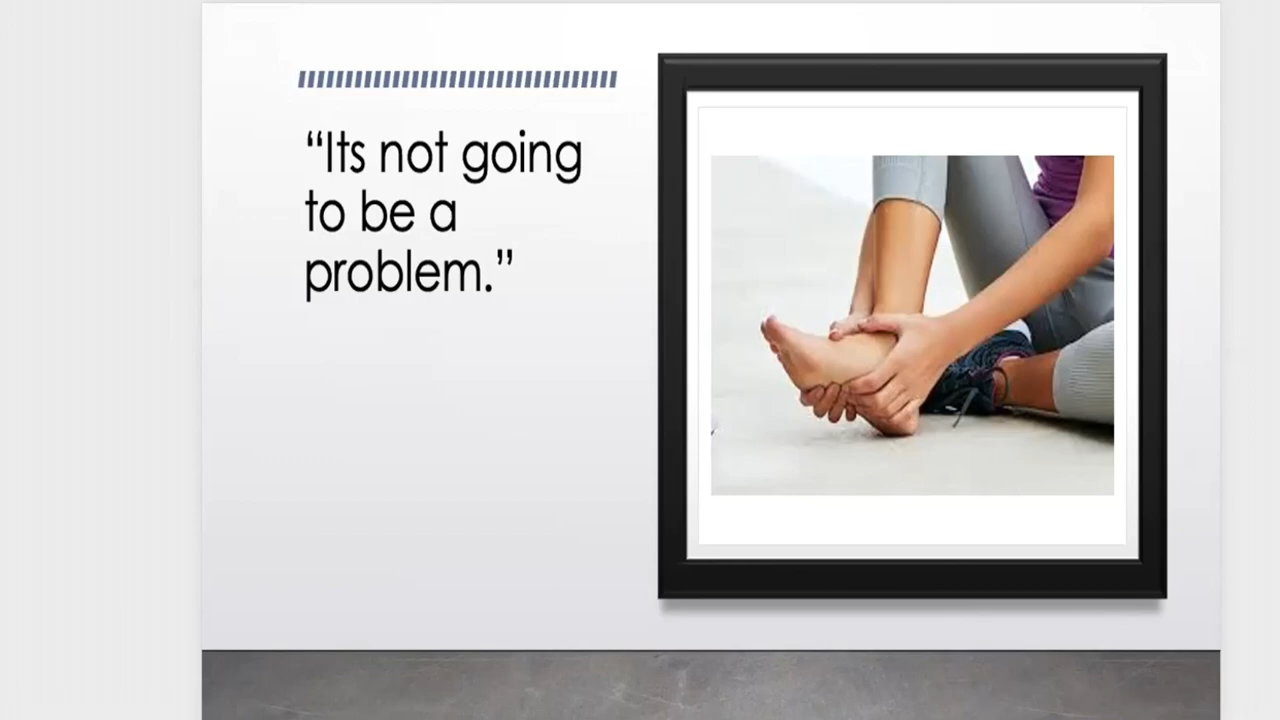 “Its not going
to be a
problem.”